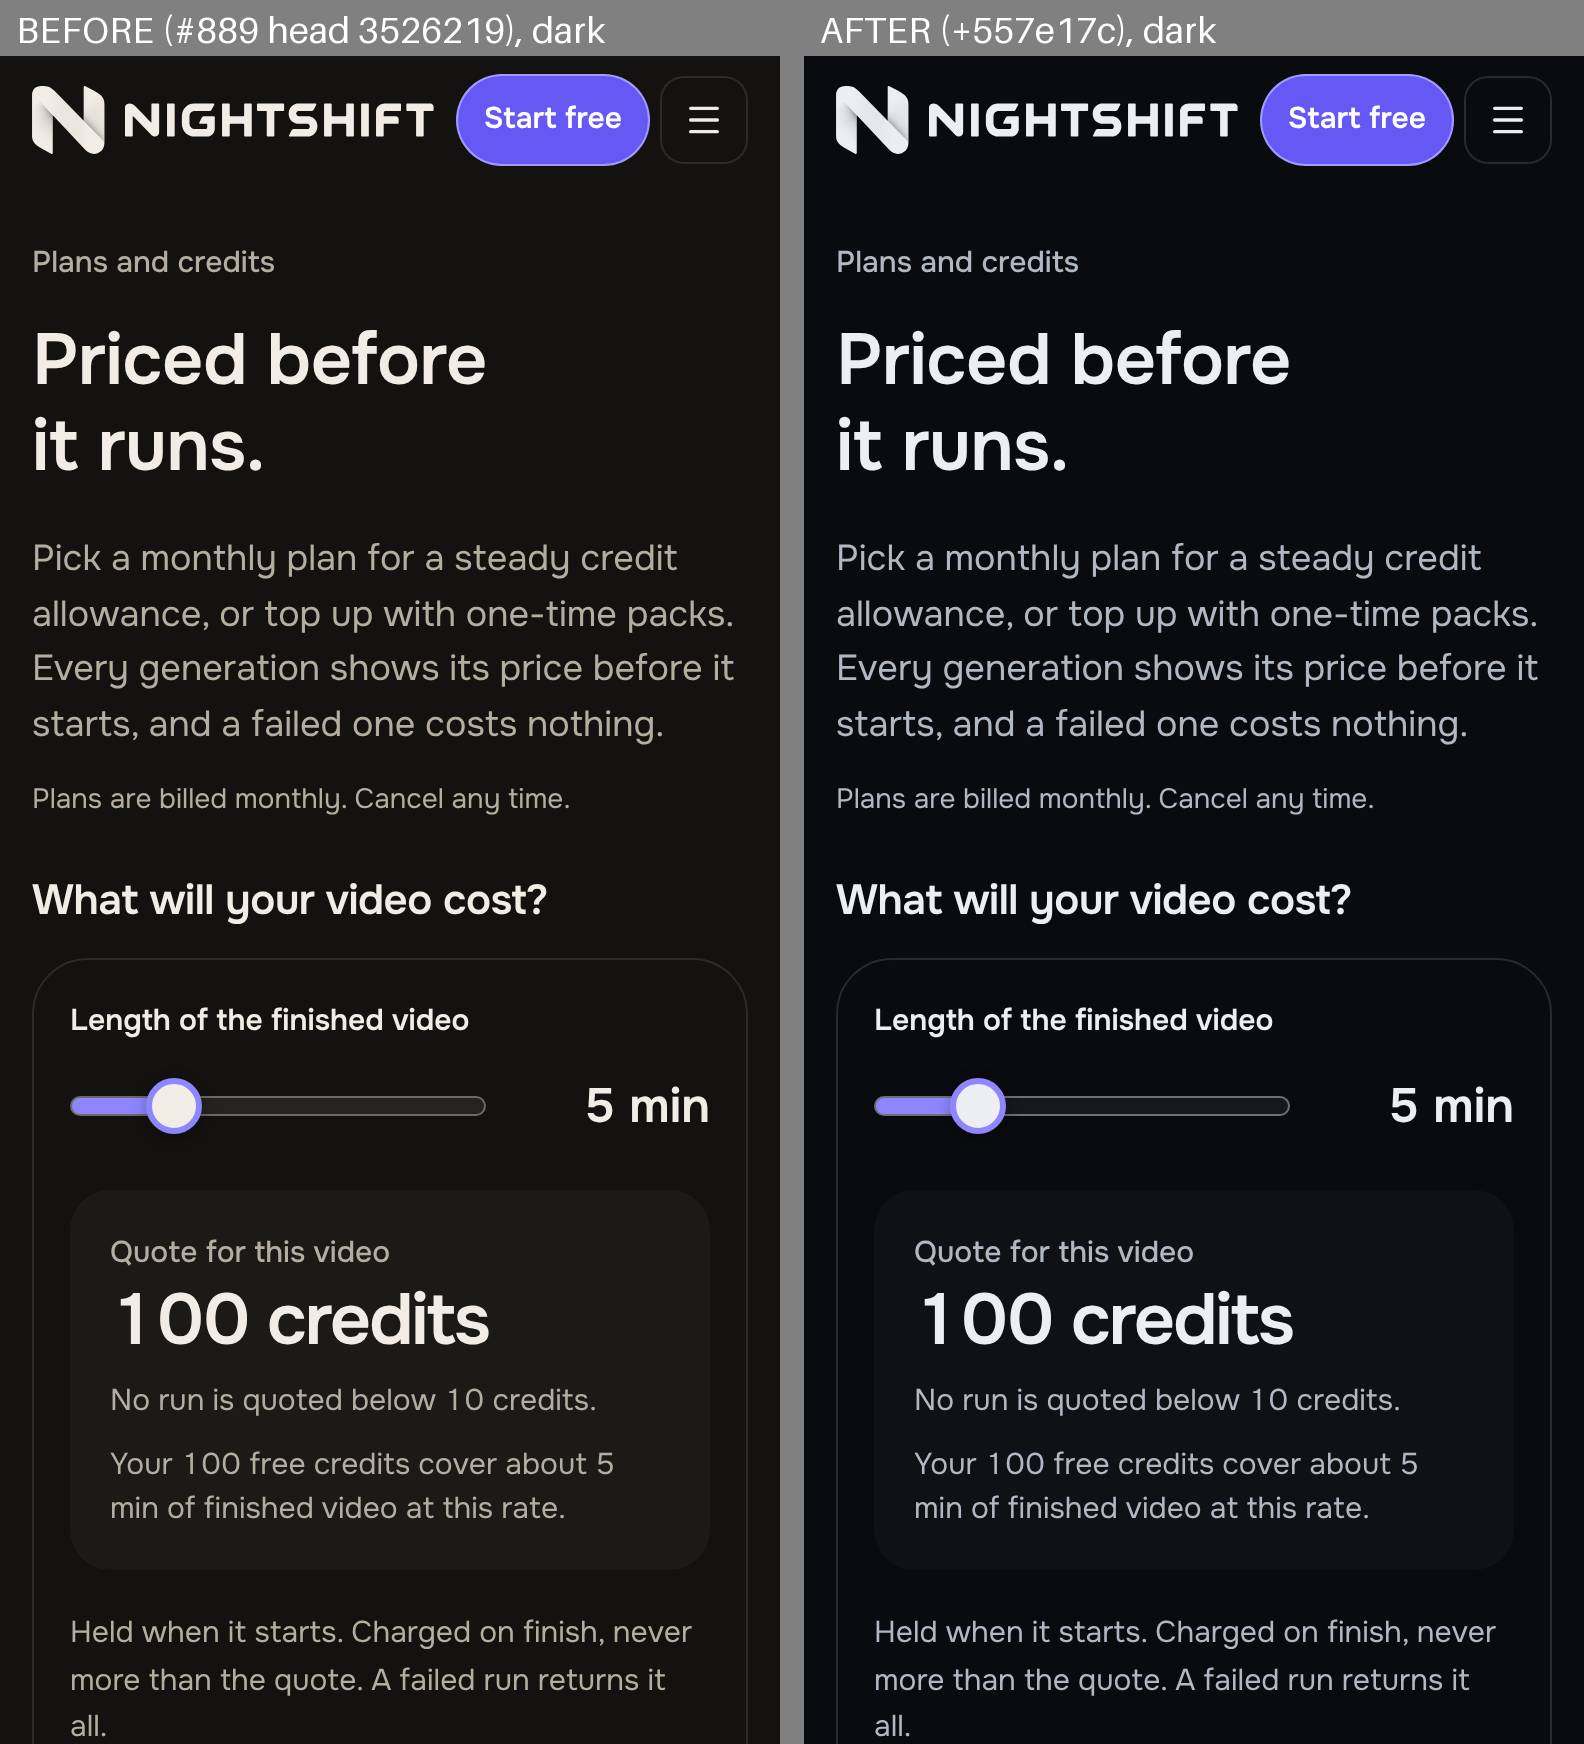 BEFORE (#889 head 3526219), dark
NIGHTSHIFT
Start free
Plans and credits
Priced before
it runs.
Pick a monthly plan for a steady credit
allowance, or top up with one-time packs.
Every generation shows its price before it
starts, and a failed one costs nothing.
Plans are billed monthly. Cancel any time.
What will your video cost?
Length of the finished video
5 min
Quote for this video
100 credits
No run is quoted below 10 credits.
Your 100 free credits cover about 5
min of finished video at this rate.
Held when it starts. Charged on finish, never
more than the quote. A failed run returns it
all.
AFTER (+557e17c), dark
NIGHTSHIFT
Start free
Plans and credits
Priced before
it runs.
Pick a monthly plan for a steady credit
allowance, or top up with one-time packs.
Every generation shows its price before it
starts, and a failed one costs nothing.
Plans are billed monthly. Cancel any time.
What will your video cost?
Length of the finished video
5 min
Quote for this video
100 credits
No run is quoted below 10 credits.
Your 100 free credits cover about 5
min of finished video at this rate.
Held when it starts. Charged on finish, never
more than the quote. A failed run returns it
all.